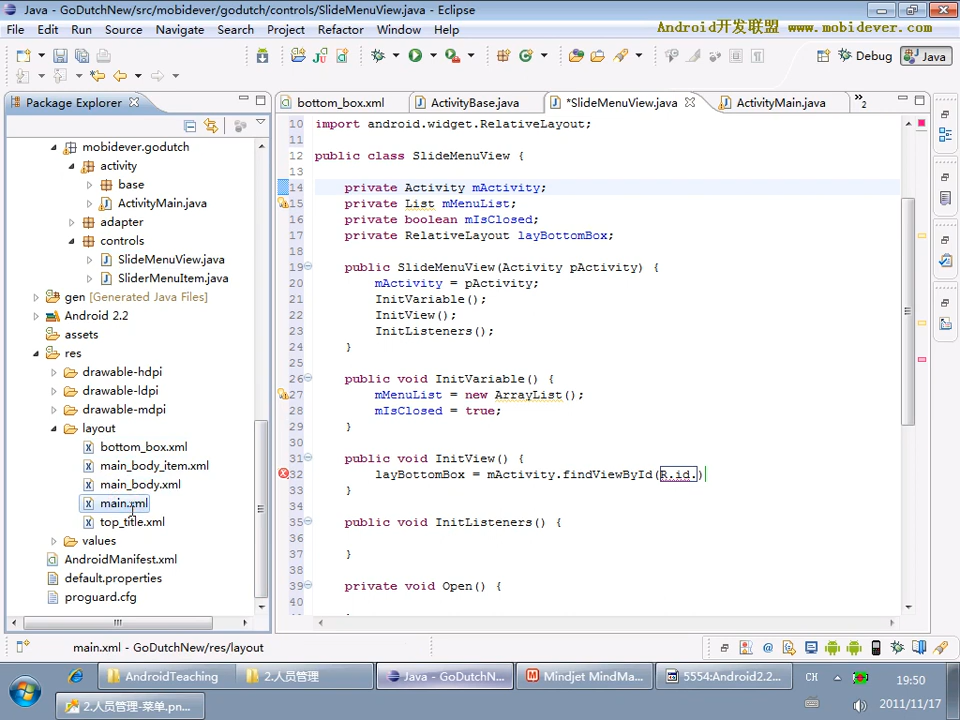 Java - GoDutchNew/src/mobidever/godutch/controls/SlideMenuView.java - Eclipse
File Edit Run Source Navigate Search Project Refactor Window Help
Android开发联盟 www.mobidever.com
Debug Java
Package Explorer
bottom_box.xml ActivityBase.java *SlideMenuView.java ActivityMain.java »2
mobidever.godutch
activity
base
ActivityMain.java
adapter
controls
SlideMenuView.java
SliderMenuItem.java
gen [Generated Java Files]
Android 2.2
assets
res
drawable-hdpi
drawable-ldpi
drawable-mdpi
layout
bottom_box.xml
main_body_item.xml
main_body.xml
main.xml
top_title.xml
values
AndroidManifest.xml
default.properties
proguard.cfg
10 import android.widget.RelativeLayout;
11
12 public class SlideMenuView {
13
14 private Activity mActivity;
15 private List mMenuList;
16 private boolean mIsClosed;
17 private RelativeLayout layBottomBox;
18
19 public SlideMenuView(Activity pActivity) {
20 mActivity = pActivity;
21 InitVariable();
22 InitView();
23 InitListeners();
24 }
25
26 public void InitVariable() {
27 mMenuList = new ArrayList();
28 mIsClosed = true;
29 }
30
31 public void InitView() {
32 layBottomBox = mActivity.findViewById(R.id.)
33 }
34
35 public void InitListeners() {
36
37 }
38
39 private void Open() {
40
main.xml - GoDutchNew/res/layout
AndroidTeaching 2.人员管理 Java - GoDutchN... Mindjet MindMa... 5554:Android2.2... CH 19:50
2.人员管理-菜单.pn... 2011/11/17